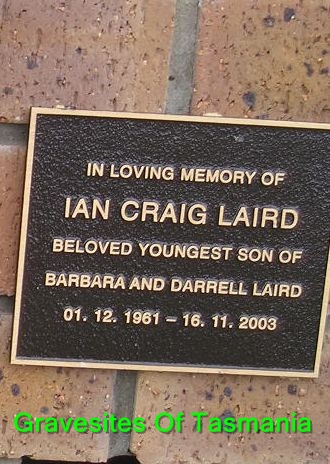 IN LOVING MEMORY OF
IAN CRAIG LAIRD
BELOVED YOUNGEST SON OF
BARBARA AND DARRELL LAIRD
01. 12. 1961 – 16. 11. 2003
Gravesites Of Tasmania